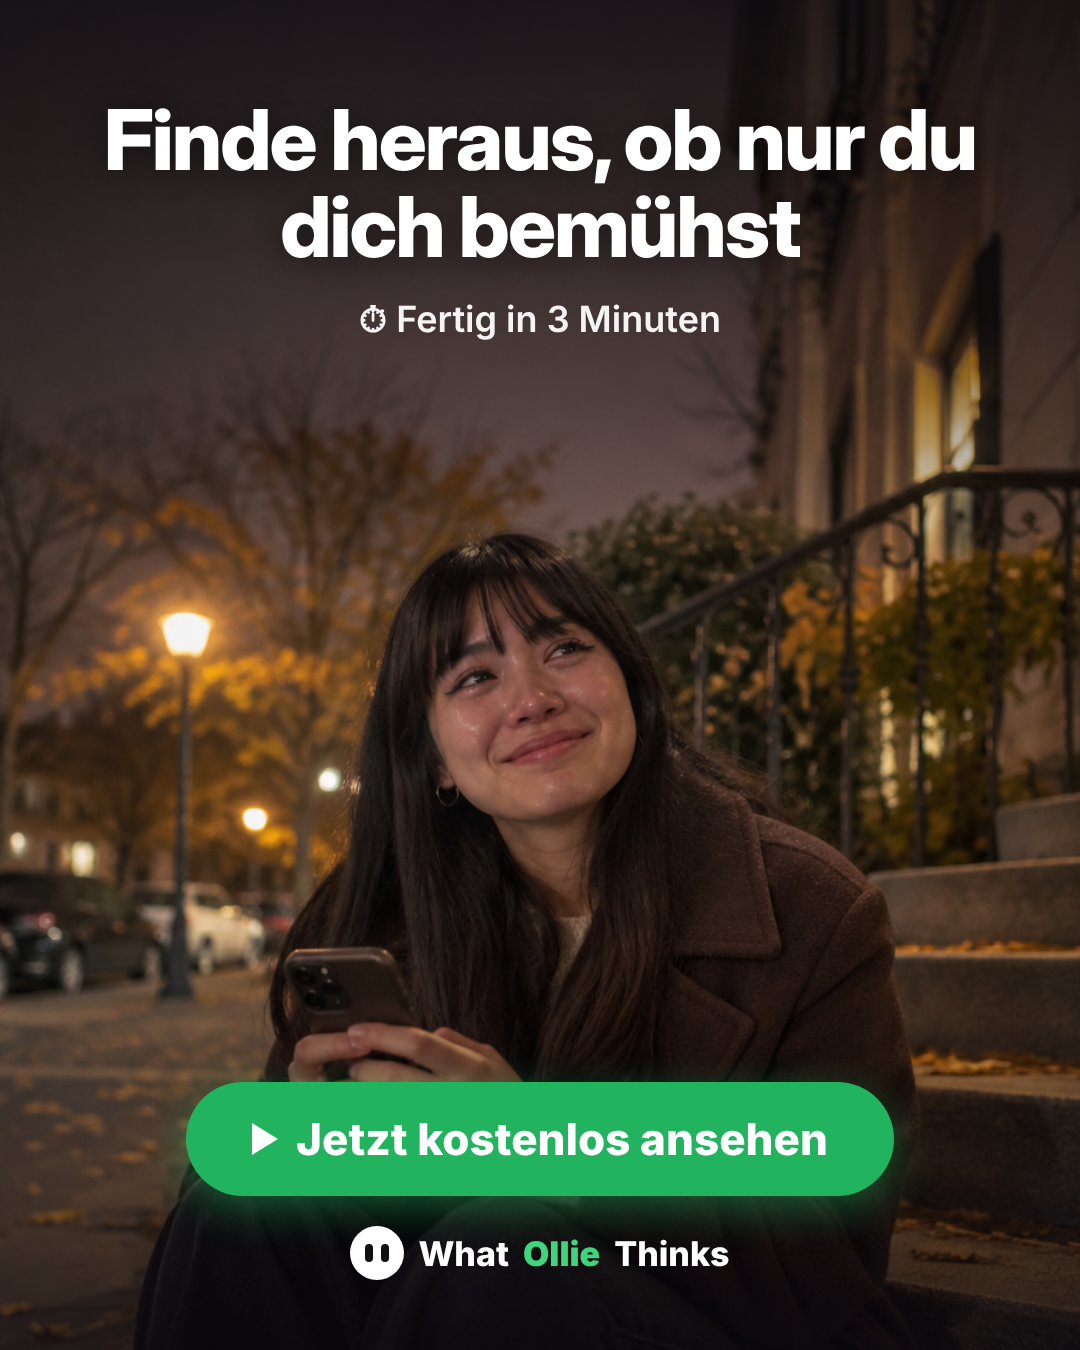 Finde heraus, ob nur du
dich bemühst
⏱ Fertig in 3 Minuten
▶ Jetzt kostenlos ansehen
What Ollie Thinks